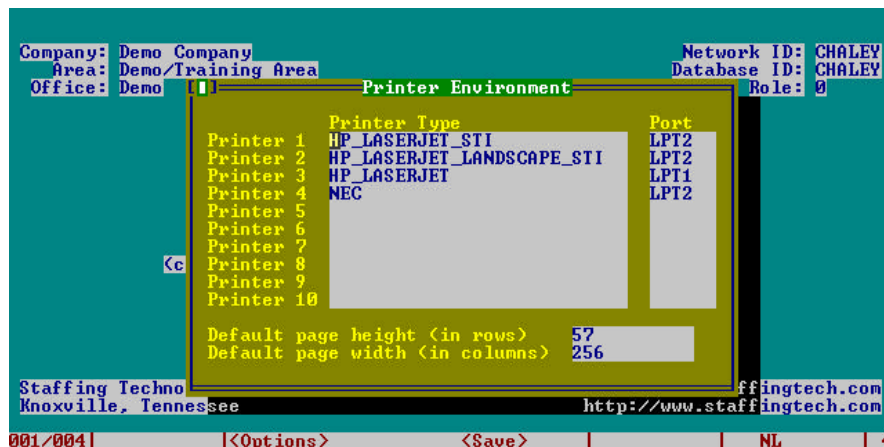 Company: Demo Company Network ID: CHALEY
Area: Demo/Training Area Database ID: CHALEY
Office: Demo [ ] Printer Environment Role: 0
Printer Type Port
Printer 1 HP_LASERJET_STI LPT2
Printer 2 HP_LASERJET_LANDSCAPE_STI LPT2
Printer 3 HP_LASERJET LPT1
Printer 4 NEC LPT2
Printer 5
Printer 6
Printer 7
<c Printer 8
Printer 9
Printer 10
Default page height (in rows) 57
Default page width (in columns) 256
Staffing Techno ffingtech.com
Knoxville, Tennessee http://www.staffingtech.com
001/004 <Options> <Save> NL